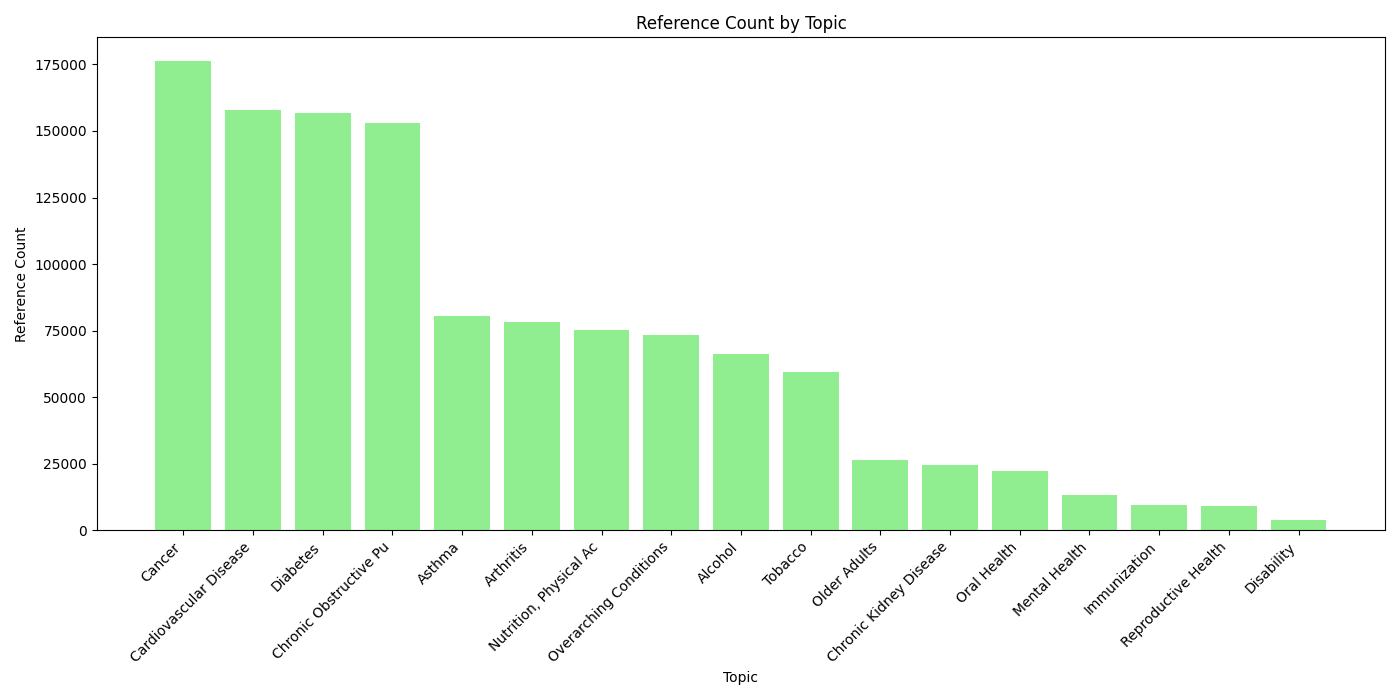 Reference Count by Topic
175000
150000
125000
100000
75000
50000
25000
0
Reference Count
Cancer
Cardiovascular Disease
Diabetes
Chronic Obstructive Pu
Asthma
Arthritis
Nutrition, Physical Ac
Overarching Conditions
Alcohol
Tobacco
Older Adults
Chronic Kidney Disease
Oral Health
Mental Health
Immunization
Reproductive Health
Disability
Topic